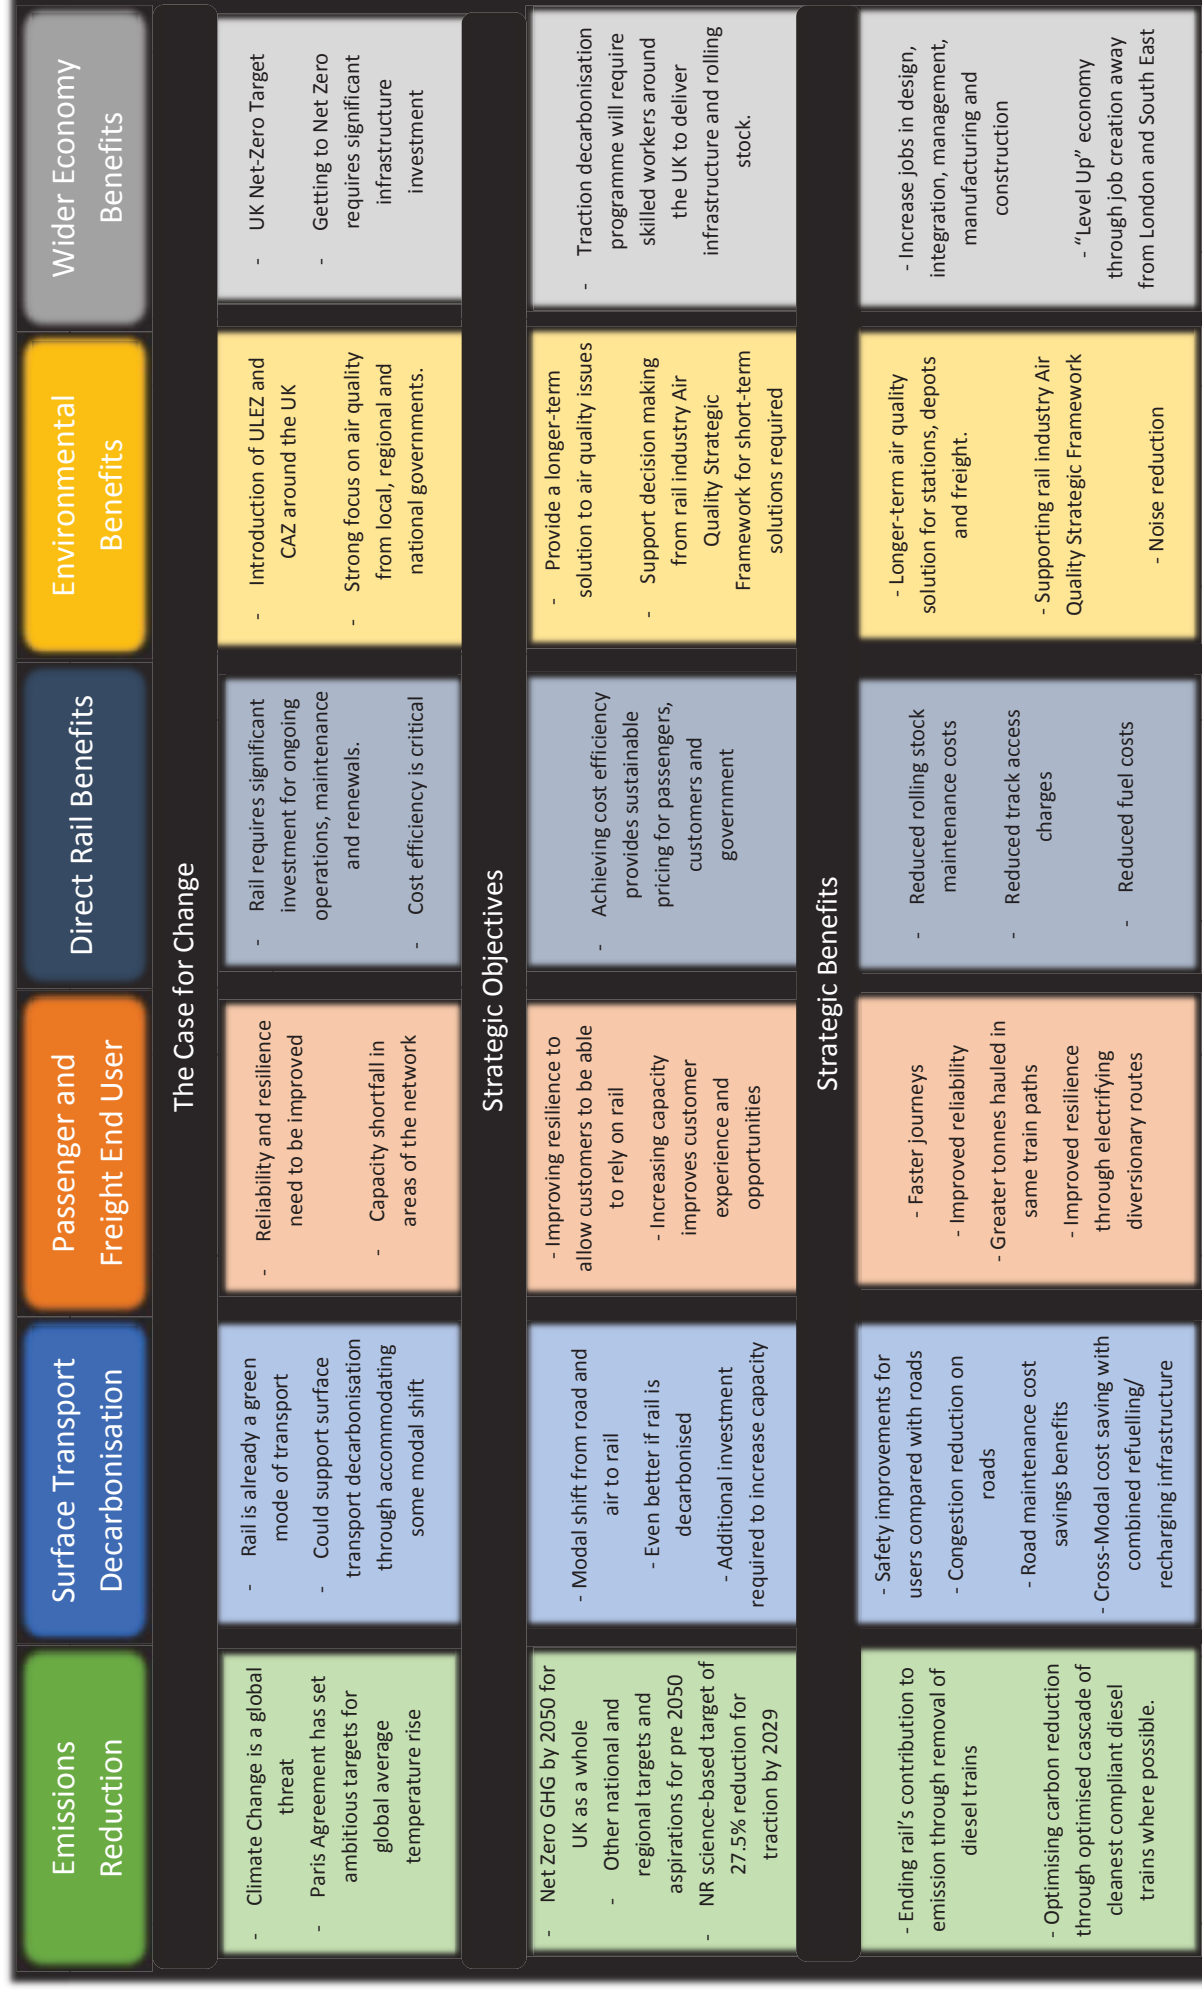 Emissions
Reduction
Surface Transport
Decarbonisation
Passenger and
Freight End User
Direct Rail Benefits
Environmental
Benefits
Wider Economy
Benefits
The Case for Change
- Climate Change is a global
threat
- Paris Agreement has set
ambitious targets for
global average
temperature rise
- Rail is already a green
mode of transport
- Could support surface
transport decarbonisation
through accommodating
some modal shift
- Reliability and resilience
need to be improved
- Capacity shortfall in
areas of the network
- Rail requires significant
investment for ongoing
operations, maintenance
and renewals.
- Cost efficiency is critical
- Introduction of ULEZ and
CAZ around the UK
- Strong focus on air quality
from local, regional and
national governments.
- UK Net-Zero Target
- Getting to Net Zero
requires significant
infrastructure
investment
Strategic Objectives
- Net Zero GHG by 2050 for
UK as a whole
- Other national and
regional targets and
aspirations for pre 2050
- NR science-based target of
27.5% reduction for
traction by 2029
- Modal shift from road and
air to rail
- Even better if rail is
decarbonised
- Additional investment
required to increase capacity
- Improving resilience to
allow customers to be able
to rely on rail
- Increasing capacity
improves customer
experience and
opportunities
- Achieving cost efficiency
provides sustainable
pricing for passengers,
customers and
government
- Provide a longer-term
solution to air quality issues
- Support decision making
from rail industry Air
Quality Strategic
Framework for short-term
solutions required
- Traction decarbonisation
programme will require
skilled workers around
the UK to deliver
infrastructure and rolling
stock.
Strategic Benefits
- Ending rail's contribution to
emission through removal of
diesel trains
- Optimising carbon reduction
through optimised cascade of
cleanest compliant diesel
trains where possible.
- Safety improvements for
users compared with roads
- Congestion reduction on
roads
- Road maintenance cost
savings benefits
- Cross-Modal cost saving with
combined refuelling/
recharging infrastructure
- Faster journeys
- Improved reliability
- Greater tonnes hauled in
same train paths
- Improved resilience
through electrifying
diversionary routes
- Reduced rolling stock
maintenance costs
- Reduced track access
charges
- Reduced fuel costs
- Longer-term air quality
solution for stations, depots
and freight.
- Supporting rail industry Air
Quality Strategic Framework
- Noise reduction
- Increase jobs in design,
integration, management,
manufacturing and
construction
- “Level Up” economy
through job creation away
from London and South East